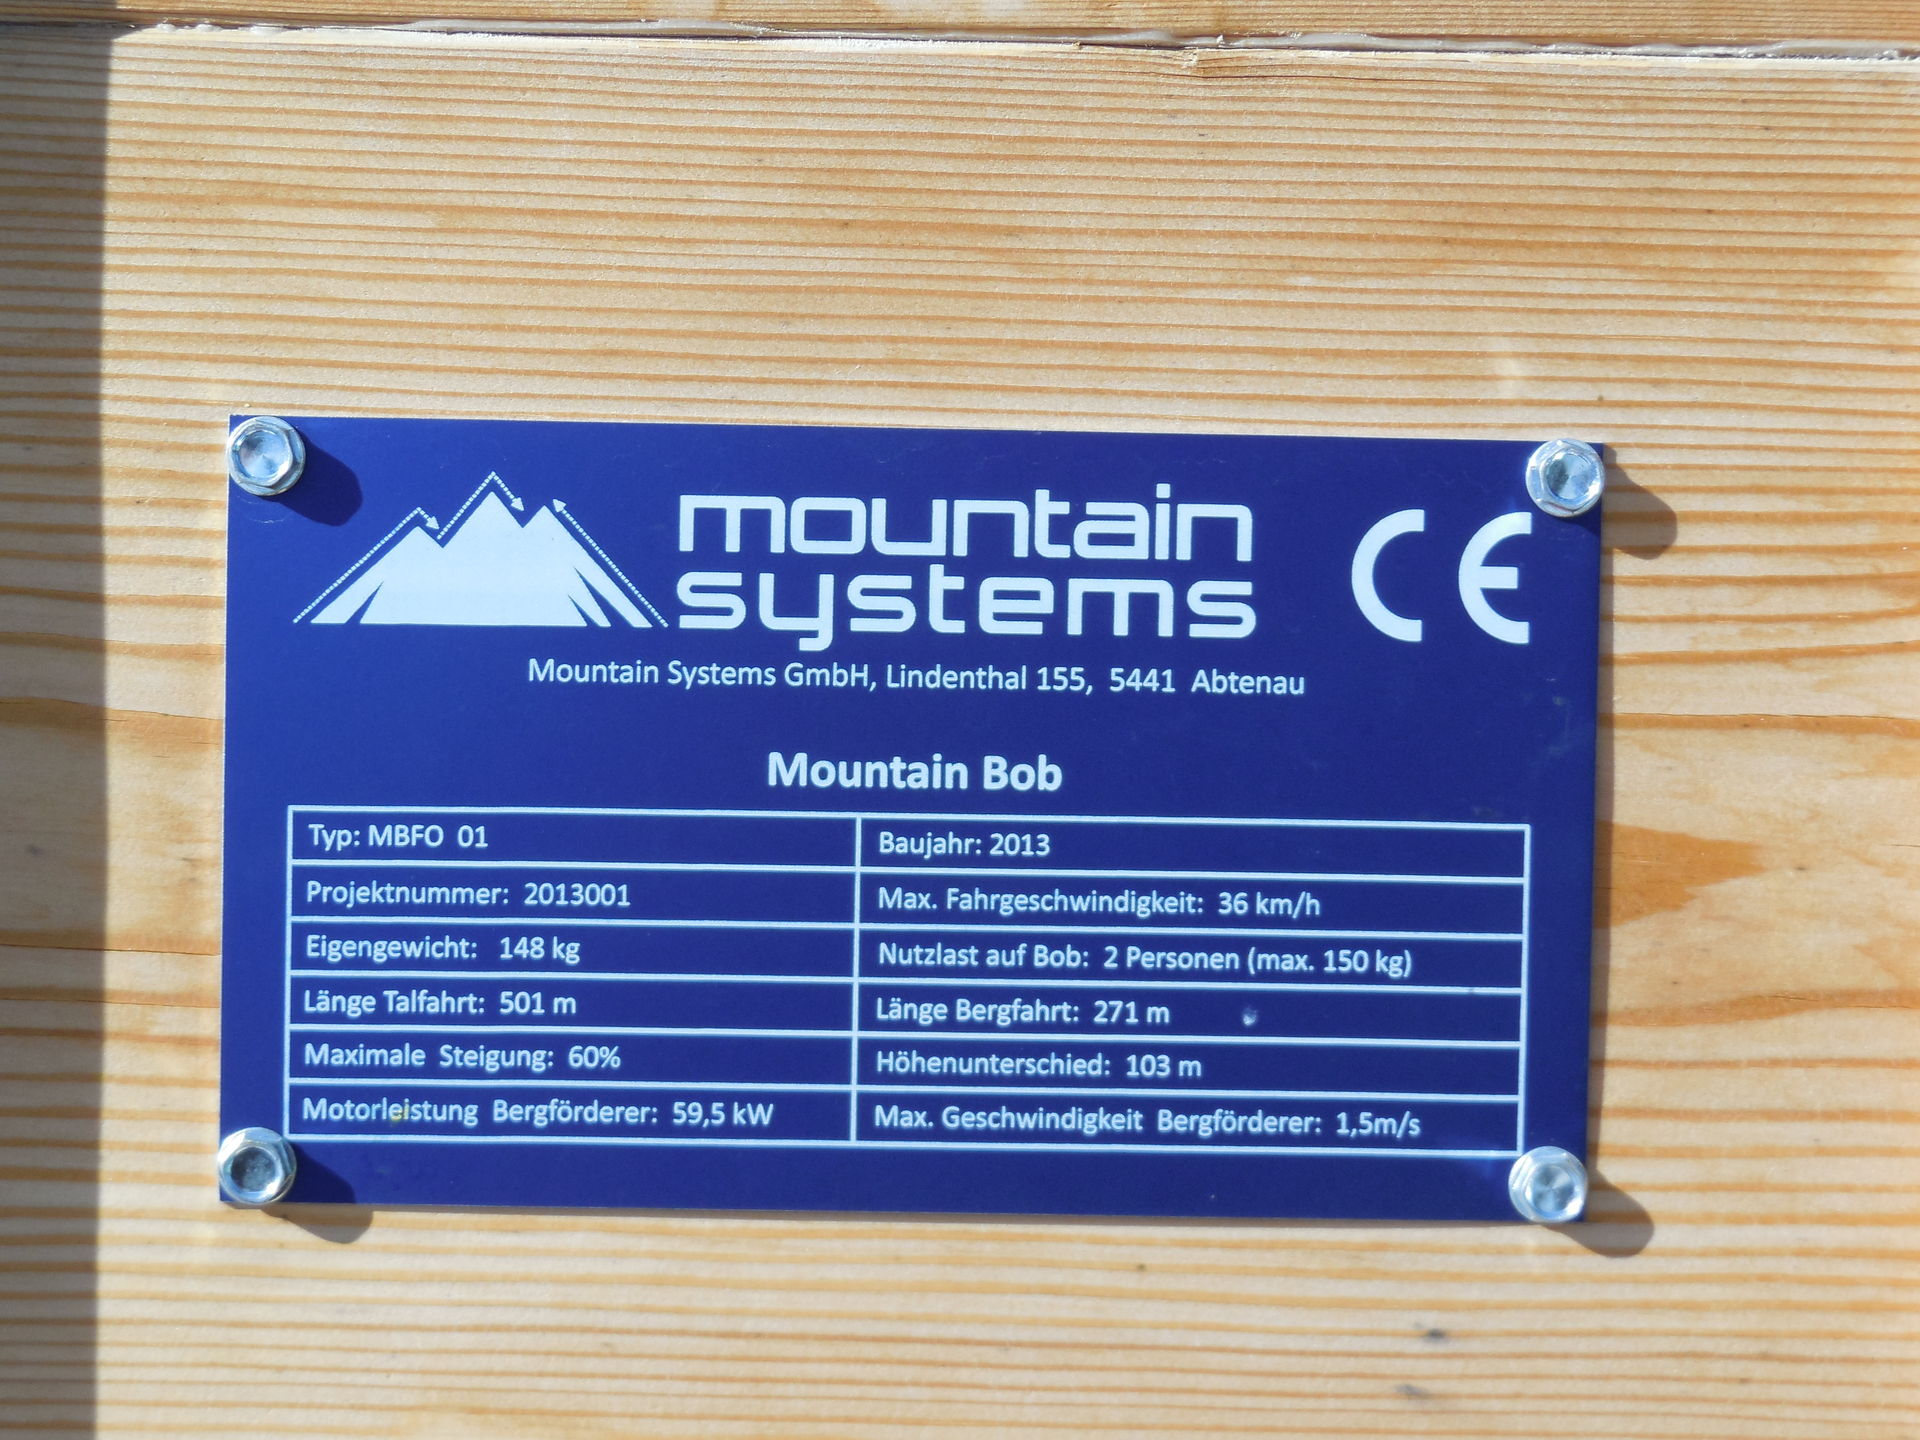 mountain
systems
CE
Mountain Systems GmbH, Lindenthal 155, 5441 Abtenau
Mountain Bob
Typ: MBFO 01
Baujahr: 2013
Projektnummer: 2013001
Max. Fahrgeschwindigkeit: 36 km/h
Eigengewicht: 148 kg
Nutzlast auf Bob: 2 Personen (max. 150 kg)
Länge Talfahrt: 501 m
Länge Bergfahrt: 271 m
Maximale Steigung: 60%
Höhenunterschied: 103 m
Motorleistung Bergförderer: 59,5 kW
Max. Geschwindigkeit Bergförderer: 1,5m/s